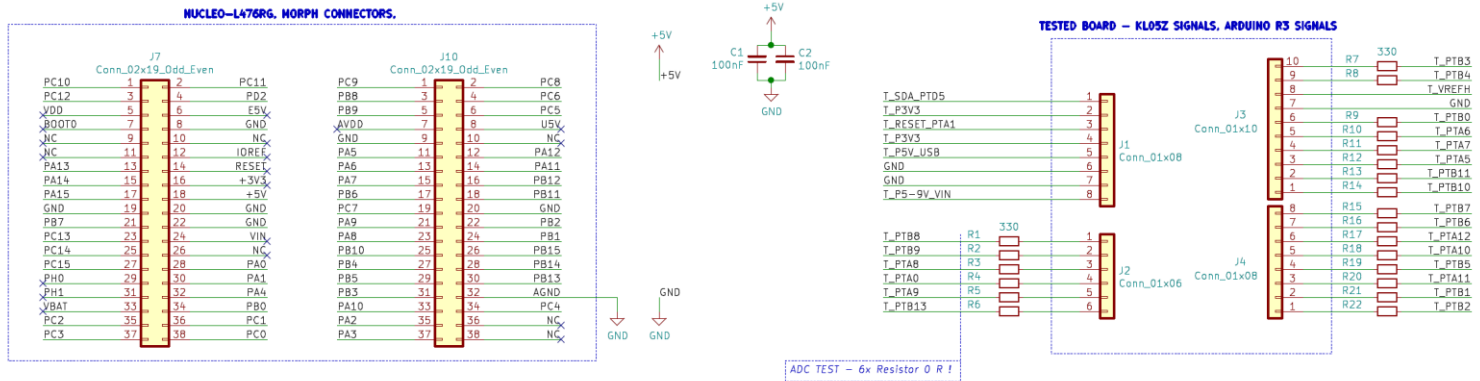 NUCLEO-L476RG. MORPH CONNECTORS.
J7
Conn_02x19_Odd_Even
PC10 1 2 PC11
PC12 3 4 PD2
VDD 5 6 E5V
BOOT0 7 8 GND
NC 9 10 NC
NC 11 12 IOREF
PA13 13 14 RESET
PA14 15 16 +3V3
PA15 17 18 +5V
GND 19 20 GND
PB7 21 22 GND
PC13 23 24 VIN
PC14 25 26 NC
PC15 27 28 PA0
PH0 29 30 PA1
PH1 31 32 PA4
VBAT 33 34 PB0
PC2 35 36 PC1
PC3 37 38 PC0
J10
Conn_02x19_Odd_Even
PC9 1 2 PC8
PB8 3 4 PC6
PB9 5 6 PC5
AVDD 7 8 U5V
GND 9 10 NC
PA5 11 12 PA12
PA6 13 14 PA11
PA7 15 16 PB12
PB6 17 18 PB11
PC7 19 20 GND
PA9 21 22 PB2
PA8 23 24 PB1
PB10 25 26 PB15
PB4 27 28 PB14
PB5 29 30 PB13
PB3 31 32 AGND
PA10 33 34 PC4
PA2 35 36 NC
PA3 37 38 NC
GND
+5V
+5V
GND
GND
+5V
C1
100nF
C2
100nF
GND
TESTED BOARD - KL05Z SIGNALS, ARDUINO R3 SIGNALS
T_SDA_PTD5 1
T_P3V3 2
T_RESET_PTA1 3
T_P3V3 4
T_P5V_USB 5
GND 6
GND 7
T_P5-9V_VIN 8
J1
Conn_01x08
330
T_PTB8 R1 1
T_PTB9 R2 2
T_PTA8 R3 3
T_PTA0 R4 4
T_PTA9 R5 5
T_PTB13 R6 6
J2
Conn_01x06
ADC TEST - 6x Resistor 0 R !
J3
Conn_01x10
330
10 R7 T_PTB3
9 R8 T_PTB4
8 T_VREFH
7 GND
6 R9 T_PTB0
5 R10 T_PTA6
4 R11 T_PTA7
3 R12 T_PTA5
2 R13 T_PTB11
1 R14 T_PTB10
J4
Conn_01x08
8 R15 T_PTB7
7 R16 T_PTB6
6 R17 T_PTA12
5 R18 T_PTA10
4 R19 T_PTB5
3 R20 T_PTA11
2 R21 T_PTB1
1 R22 T_PTB2